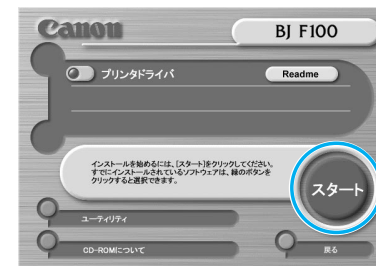 Canon
BJ F100
プリンタドライバ
Readme
インストールを始めるには、[スタート]をクリックしてください。
すでにインストールされているソフトウェアは、緑のボタンを
クリックすると選択できます。
スタート
ユーティリティ
CD-ROMについて
戻る